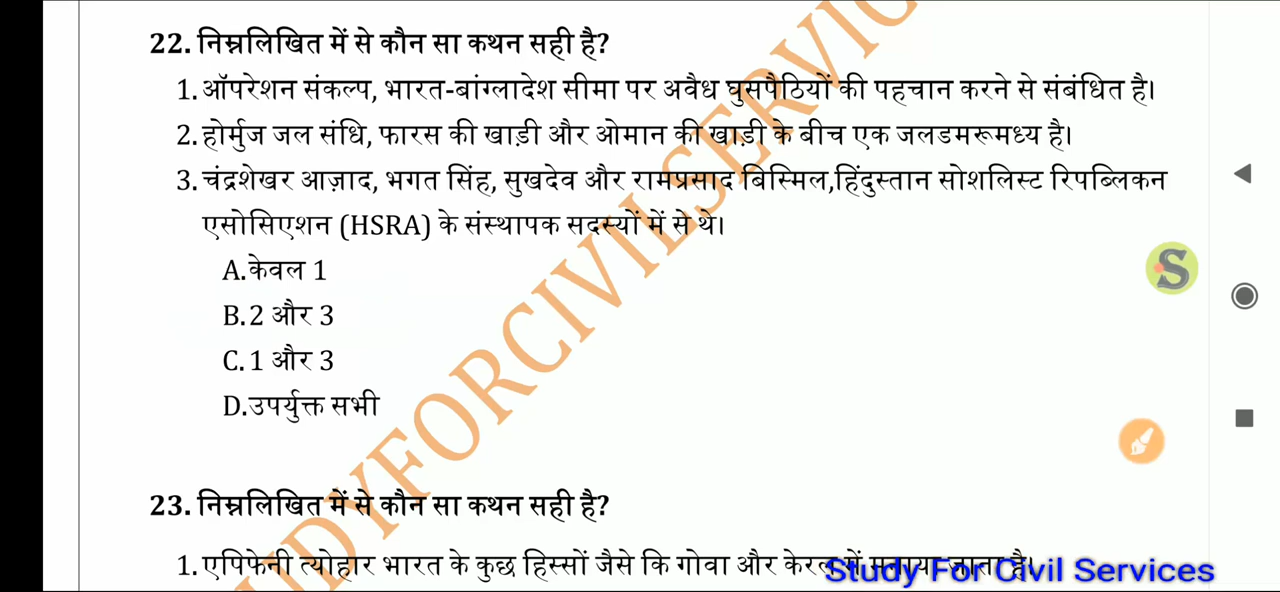 22. निम्नलिखित में से कौन सा कथन सही है?
1. ऑपरेशन संकल्प, भारत-बांग्लादेश सीमा पर अवैध घुसपैठियों की पहचान करने से संबंधित है।
2. होर्मुज जल संधि, फारस की खाड़ी और ओमान की खाड़ी के बीच एक जलडमरूमध्य है।
3. चंद्रशेखर आज़ाद, भगत सिंह, सुखदेव और रामप्रसाद बिस्मिल,हिंदुस्तान सोशलिस्ट रिपब्लिकन
एसोसिएशन (HSRA) के संस्थापक सदस्यों में से थे।
A. केवल 1
B. 2 और 3
C. 1 और 3
D. उपर्युक्त सभी
UDYFORCIVILSERVIC
S
23. निम्नलिखित में से कौन सा कथन सही है?
1. एपिफेनी त्योहार भारत के कुछ हिस्सों जैसे कि गोवा और केरल में मनाया जाता है।
Study For Civil Services